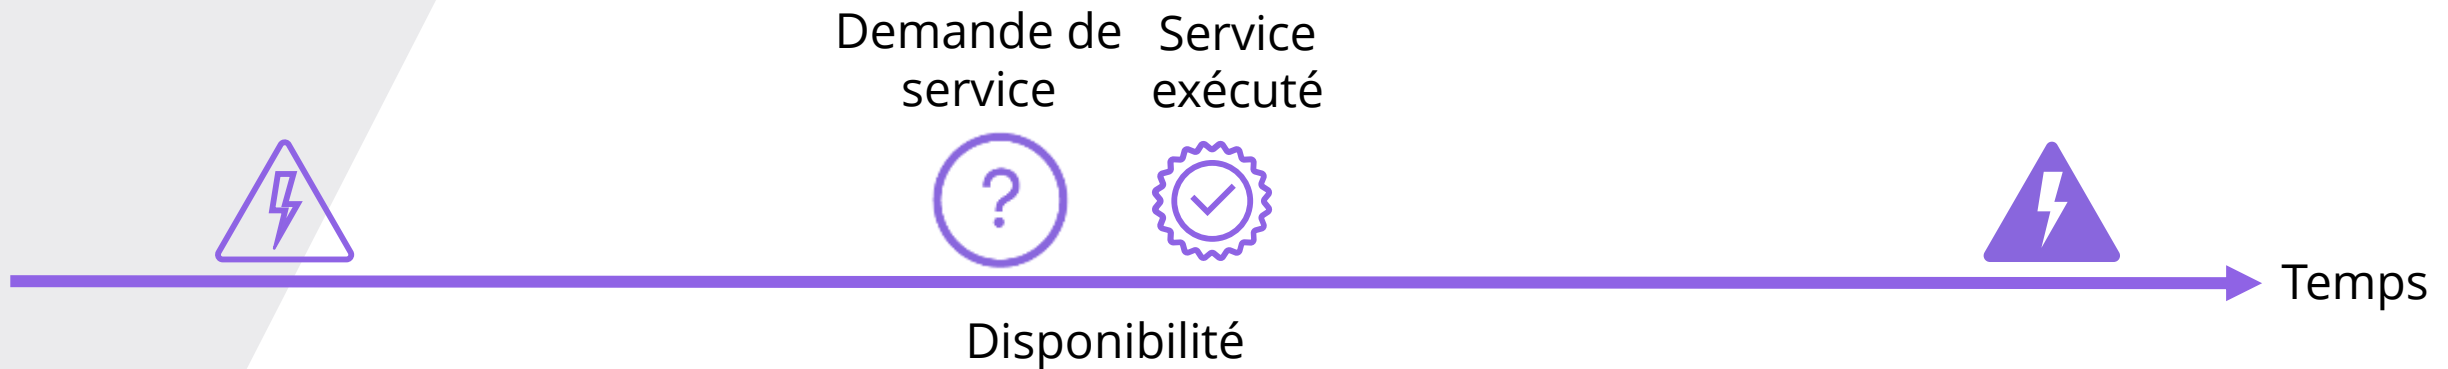 Demande de
service
Service
exécuté
?
Temps
Disponibilité